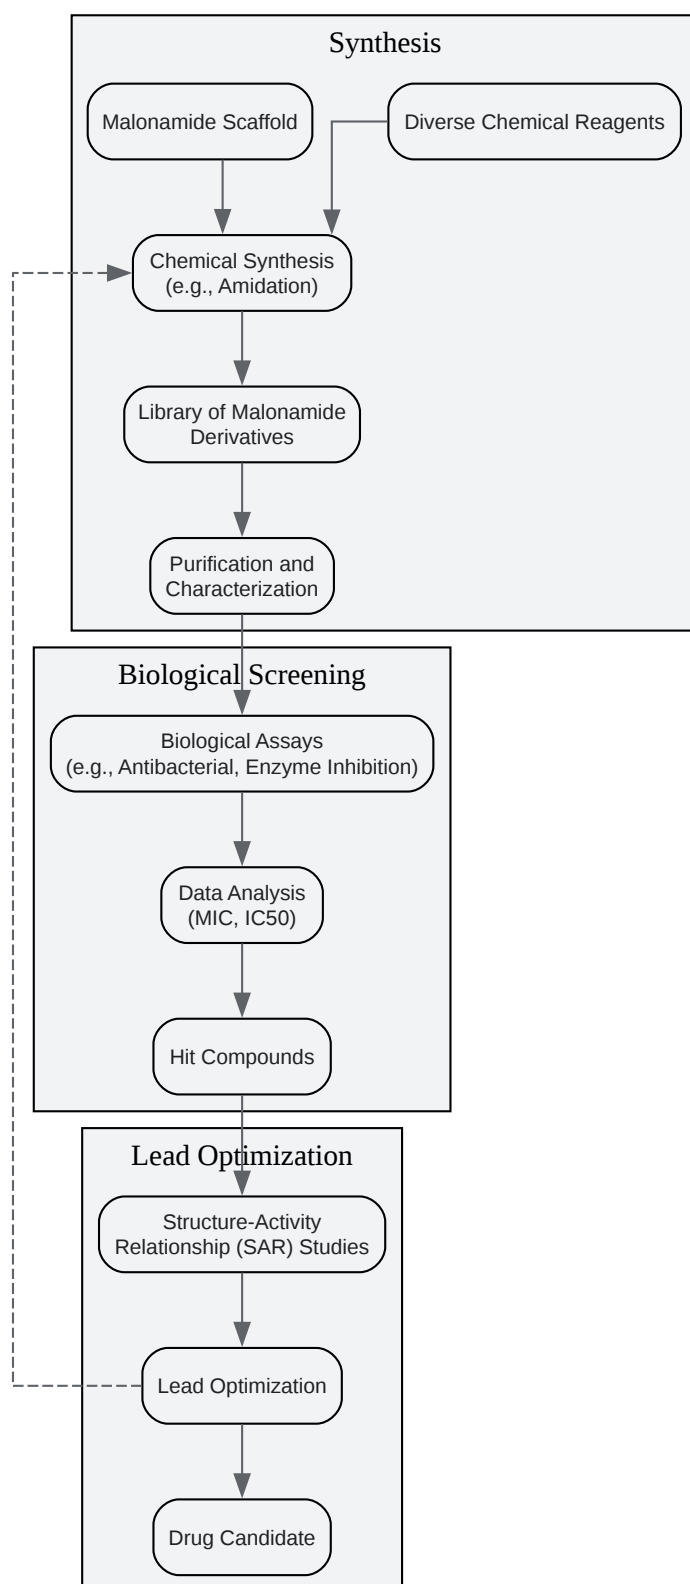 Synthesis
Malonamide Scaffold
Diverse Chemical Reagents
Chemical Synthesis
(e.g., Amidation)
Library of Malonamide
Derivatives
Purification and
Characterization
Biological Screening
Biological Assays
(e.g., Antibacterial, Enzyme Inhibition)
Data Analysis
(MIC, IC50)
Hit Compounds
Lead Optimization
Structure-Activity
Relationship (SAR) Studies
Lead Optimization
Drug Candidate